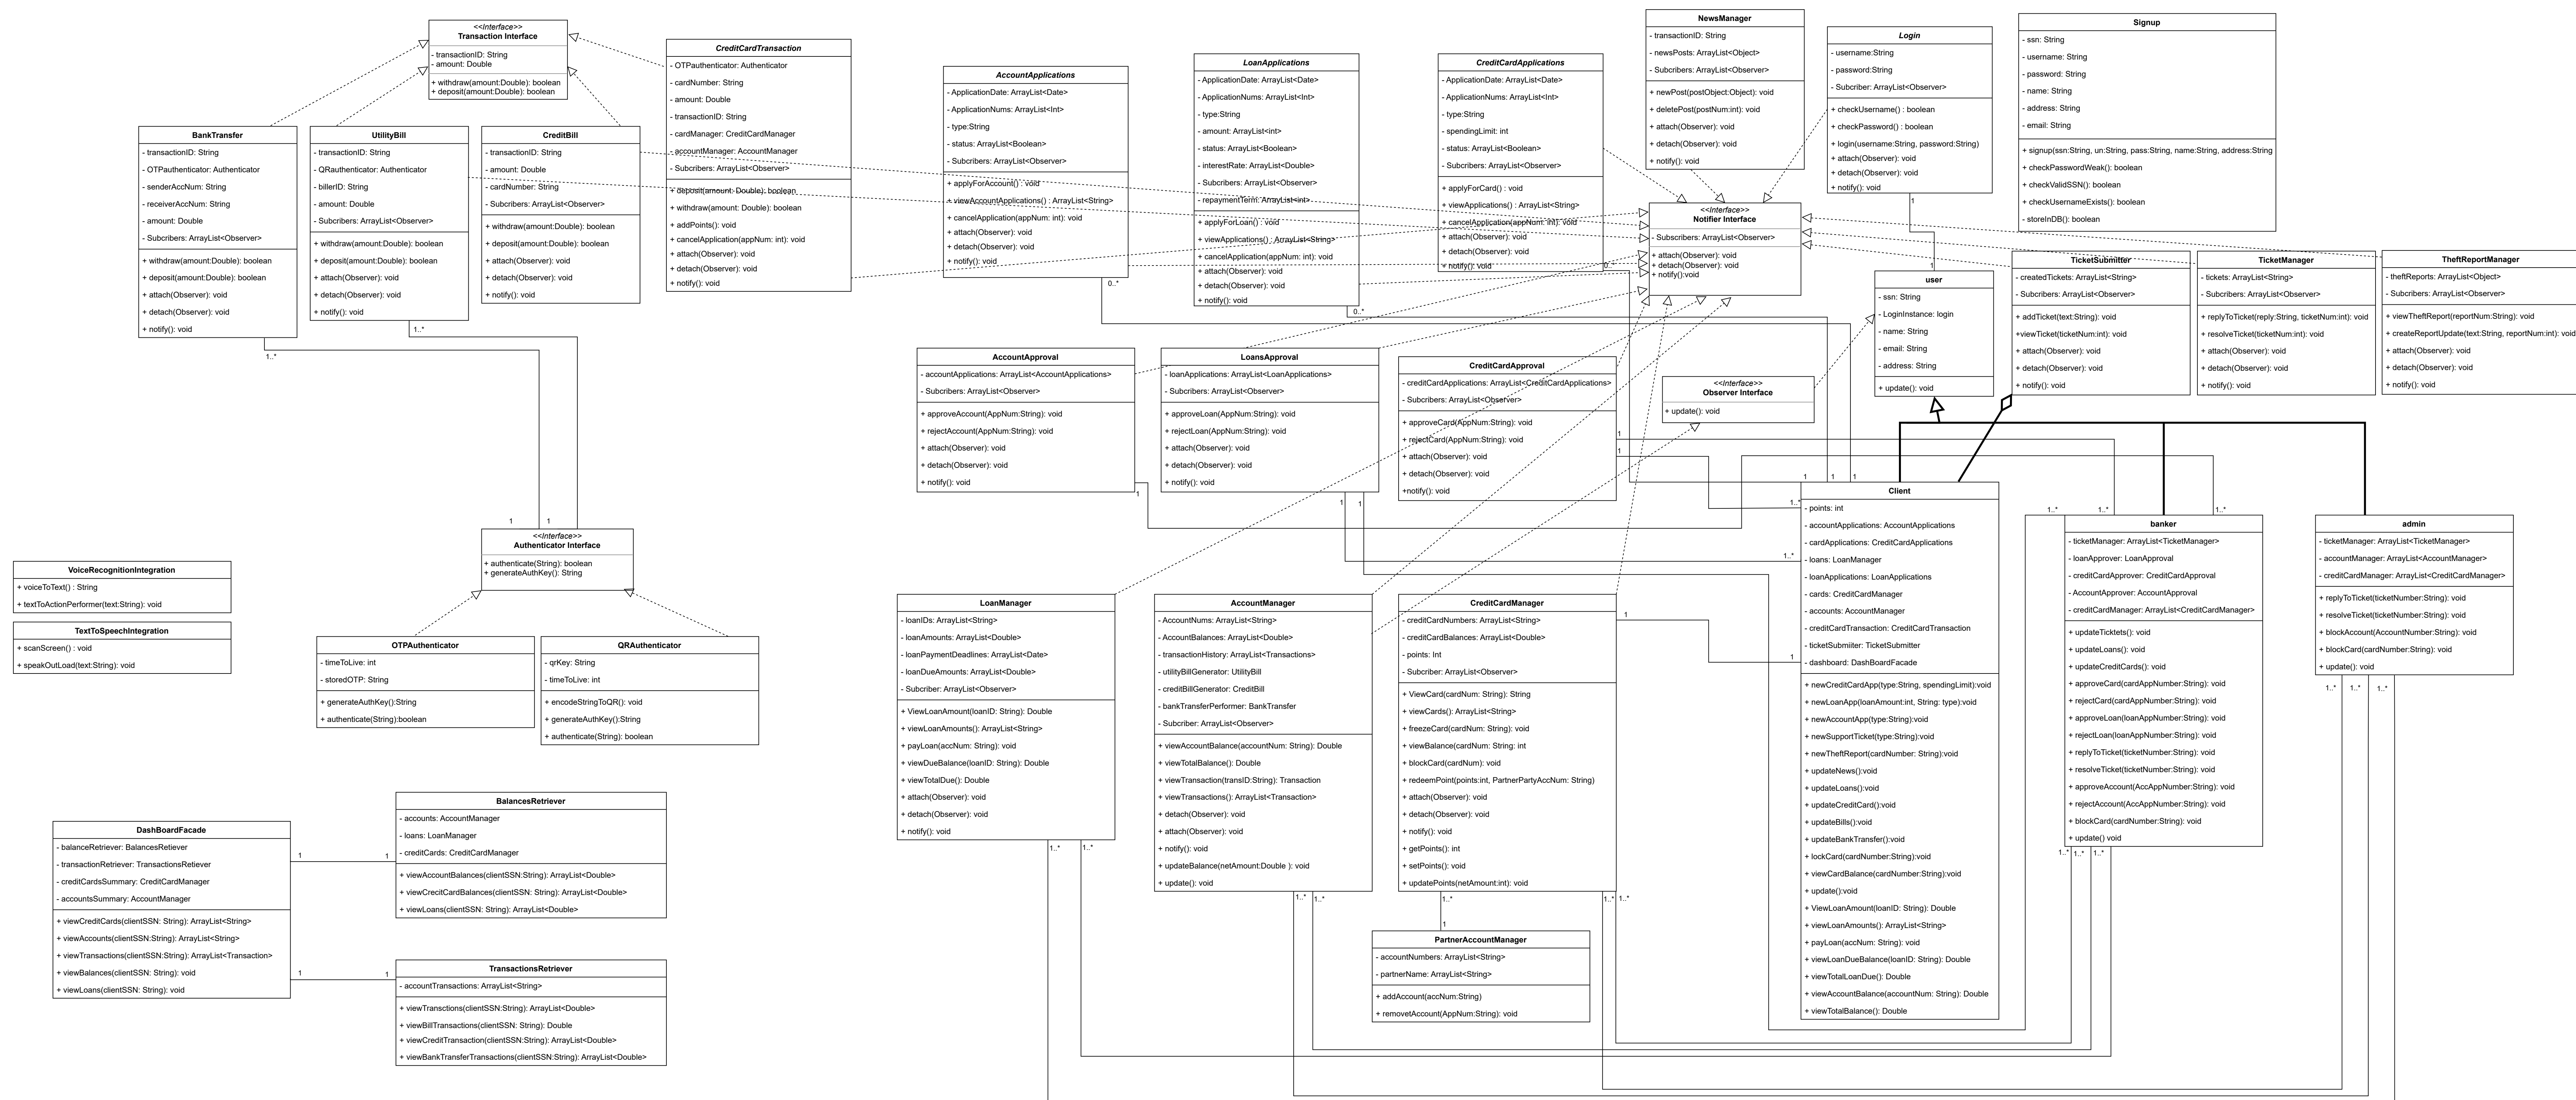 <<Interface>>
Transaction Interface
- transactionID: String
- amount: Double
+ withdraw(amount:Double): boolean
+ deposit(amount:Double): boolean
BankTransfer
- transactionID: String
- OTPauthenticator: Authenticator
- senderAccNum: String
- receiverAccNum: String
- amount: Double
- Subcribers: ArrayList<Observer>
+ withdraw(amount:Double): boolean
+ deposit(amount:Double): boolean
+ attach(Observer): void
+ detach(Observer): void
+ notify(): void
1..*
UtilityBill
- transactionID: String
- QRauthenticator: Authenticator
- billerID: String
- amount: Double
- Subcribers: ArrayList<Observer>
+ withdraw(amount:Double): boolean
+ deposit(amount:Double): boolean
+ attach(Observer): void
+ detach(Observer): void
+ notify(): void
1..*
CreditBill
- transactionID: String
- amount: Double
- cardNumber: String
- Subcribers: ArrayList<Observer>
+ withdraw(amount:Double): boolean
+ deposit(amount:Double): boolean
+ attach(Observer): void
+ detach(Observer): void
+ notify(): void
CreditCardTransaction
- OTPauthenticator: Authenticator
- cardNumber: String
- amount: Double
- transactionID: String
- cardManager: CreditCardManager
- accountManager: AccountManager
- Subcribers: ArrayList<Observer>
+ deposit(amount: Double): boolean
+ withdraw(amount: Double): boolean
+ addPoints(): void
+ cancelApplication(appNum: int): void
+ attach(Observer): void
+ detach(Observer): void
+ notify(): void
AccountApplications
- ApplicationDate: ArrayList<Date>
- ApplicationNums: ArrayList<Int>
- type:String
- status: ArrayList<Boolean>
- Subcribers: ArrayList<Observer>
+ applyForAccount() : void
+ viewAccountApplications() : ArrayList<String>
+ cancelApplication(appNum: int): void
+ attach(Observer): void
+ detach(Observer): void
+ notify(): void
0..*
LoanApplications
- ApplicationDate: ArrayList<Date>
- ApplicationNums: ArrayList<Int>
- type:String
- amount: ArrayList<int>
- status: ArrayList<Boolean>
- interestRate: ArrayList<Double>
- Subcribers: ArrayList<Observer>
- repaymentTerm: ArrayList<int>
+ applyForLoan() : void
+ viewApplications() : ArrayList<String>
+ cancelApplication(appNum: int): void
+ attach(Observer): void
+ detach(Observer): void
+ notify(): void
0..*
CreditCardApplications
- ApplicationDate: ArrayList<Date>
- ApplicationNums: ArrayList<Int>
- type:String
- spendingLimit: int
- status: ArrayList<Boolean>
- Subcribers: ArrayList<Observer>
+ applyForCard() : void
+ viewApplications() : ArrayList<String>
+ cancelApplication(appNum: int): void
+ attach(Observer): void
+ detach(Observer): void
+ notify(): void
0..*
NewsManager
- transactionID: String
- newsPosts: ArrayList<Object>
- Subcribers: ArrayList<Observer>
+ newPost(postObject:Object): void
+ deletePost(postNum:int): void
+ attach(Observer): void
+ detach(Observer): void
+ notify(): void
Login
- username:String
- password:String
- Subcriber: ArrayList<Observer>
+ checkUsername() : boolean
+ checkPassword() : boolean
+ login(username:String, password:String)
+ attach(Observer): void
+ detach(Observer): void
+ notify(): void
1
1
Signup
- ssn: String
- username: String
- password: String
- name: String
- address: String
- email: String
+ signup(ssn:String, un:String, pass:String, name:String, address:String
+ checkPasswordWeak(): boolean
+ checkValidSSN(): boolean
+ checkUsernameExists(): boolean
- storeInDB(): boolean
<<Interface>>
Notifier Interface
- Subscribers: ArrayList<Observer>
+ attach(Observer): void
+ detach(Observer): void
+ notify():void
user
- ssn: String
- LoginInstance: login
- name: String
- email: String
- address: String
+ update(): void
TicketSubmitter
- createdTickets: ArrayList<String>
- Subcribers: ArrayList<Observer>
+ addTicket(text:String): void
+viewTicket(ticketNum:int): void
+ attach(Observer): void
+ detach(Observer): void
+ notify(): void
TicketManager
- tickets: ArrayList<String>
- Subcribers: ArrayList<Observer>
+ replyToTicket(reply:String, ticketNum:int): void
+ resolveTicket(ticketNum:int): void
+ attach(Observer): void
+ detach(Observer): void
+ notify(): void
TheftReportManager
- theftReports: ArrayList<Object>
- Subcribers: ArrayList<Observer>
+ viewTheftReport(reportNum:String): void
+ createReportUpdate(text:String, reportNum:int): void
+ attach(Observer): void
+ detach(Observer): void
+ notify(): void
AccountApproval
- accountApplications: ArrayList<AccountApplications>
- Subcribers: ArrayList<Observer>
+ approveAccount(AppNum:String): void
+ rejectAccount(AppNum:String): void
+ attach(Observer): void
+ detach(Observer): void
+ notify(): void
1
LoansApproval
- loanApplications: ArrayList<LoanApplications>
- Subcribers: ArrayList<Observer>
+ approveLoan(AppNum:String): void
+ rejectLoan(AppNum:String): void
+ attach(Observer): void
+ detach(Observer): void
+ notify(): void
1
1
CreditCardApproval
- creditCardApplications: ArrayList<CreditCardApplications>
- Subcribers: ArrayList<Observer>
+ approveCard(AppNum:String): void
+ rejectCard(AppNum:String): void
+ attach(Observer): void
+ detach(Observer): void
+notify(): void
1
1
<<Interface>>
Observer Interface
+ update(): void
1
1
1
1..*
1..*
1
Client
- points: int
- accountApplications: AccountApplications
- cardApplications: CreditCardApplications
- loans: LoanManager
- loanApplications: LoanApplications
- cards: CreditCardManager
- accounts: AccountManager
- creditCardTransaction: CreditCardTransaction
- ticketSubmiiter: TicketSubmitter
- dashboard: DashBoardFacade
+ newCreditCardApp(type:String, spendingLimit):void
+ newLoanApp(loanAmount:int, String: type):void
+ newAccountApp(type:String):void
+ newSupportTicket(type:String):void
+ newTheftReport(cardNumber: String):void
+ updateNews():void
+ updateLoans():void
+ updateCreditCard():void
+ updateBills():void
+ updateBankTransfer():void
+ lockCard(cardNumber:String):void
+ viewCardBalance(cardNumber:String):void
+ update():void
+ ViewLoanAmount(loanID: String): Double
+ viewLoanAmounts(): ArrayList<String>
+ payLoan(accNum: String): void
+ viewLoanDueBalance(loanID: String): Double
+ viewTotalLoanDue(): Double
+ viewAccountBalance(accountNum: String): Double
+ viewTotalBalance(): Double
1..*
1..*
1..*
banker
- ticketManager: ArrayList<TicketManager>
- loanApprover: LoanApproval
- creditCardApprover: CreditCardApproval
- AccountApprover: AccountApproval
- creditCardManager: ArrayList<CreditCardManager>
+ updateTicktets(): void
+ updateLoans(): void
+ updateCreditCards(): void
+ approveCard(cardAppNumber:String): void
+ rejectCard(cardAppNumber:String): void
+ approveLoan(loanAppNumber:String): void
+ rejectLoan(loanAppNumber:String): void
+ replyToTicket(ticketNumber:String): void
+ resolveTicket(ticketNumber:String): void
+ approveAccount(AccAppNumber:String): void
+ rejectAccount(AccAppNumber:String): void
+ blockCard(cardNumber:String): void
+ update() void
1..*
1..*
1..*
admin
- ticketManager: ArrayList<TicketManager>
- accountManager: ArrayList<AccountManager>
- creditCardManager: ArrayList<CreditCardManager>
+ replyToTicket(ticketNumber:String): void
+ resolveTicket(ticketNumber:String): void
+ blockAccount(AccountNumber:String): void
+ blockCard(cardNumber:String): void
+ update(): void
1..*
1..*
1..*
1
1
<<Interface>>
Authenticator Interface
+ authenticate(String): boolean
+ generateAuthKey(): String
VoiceRecognitionIntegration
+ voiceToText() : String
+ textToActionPerformer(text:String): void
TextToSpeechIntegration
+ scanScreen() : void
+ speakOutLoad(text:String): void
OTPAuthenticator
- timeToLive: int
- storedOTP: String
+ generateAuthKey():String
+ authenticate(String):boolean
QRAuthenticator
- qrKey: String
- timeToLive: int
+ encodeStringToQR(): void
+ generateAuthKey():String
+ authenticate(String): boolean
LoanManager
- loanIDs: ArrayList<String>
- loanAmounts: ArrayList<Double>
- loanPaymentDeadlines: ArrayList<Date>
- loanDueAmounts: ArrayList<Double>
- Subcriber: ArrayList<Observer>
+ ViewLoanAmount(loanID: String): Double
+ viewLoanAmounts(): ArrayList<String>
+ payLoan(accNum: String): void
+ viewDueBalance(loanID: String): Double
+ viewTotalDue(): Double
+ attach(Observer): void
+ detach(Observer): void
+ notify(): void
1..*
1..*
AccountManager
- AccountNums: ArrayList<String>
- AccountBalances: ArrayList<Double>
- transactionHistory: ArrayList<Transactions>
- utilityBillGenerator: UtilityBill
- creditBillGenerator: CreditBill
- bankTransferPerformer: BankTransfer
- Subcriber: ArrayList<Observer>
+ viewAccountBalance(accountNum: String): Double
+ viewTotalBalance(): Double
+ viewTransaction(transID:String): Transaction
+ viewTransactions(): ArrayList<Transaction>
+ detach(Observer): void
+ attach(Observer): void
+ notify(): void
+ updateBalance(netAmount:Double ): void
+ update(): void
1..*
1..*
CreditCardManager
- creditCardNumbers: ArrayList<String>
- creditCardBalances: ArrayList<Double>
- points: Int
- Subcriber: ArrayList<Observer>
+ ViewCard(cardNum: String): String
+ viewCards(): ArrayList<String>
+ freezeCard(cardNum: String): void
+ viewBalance(cardNum: String: int
+ blockCard(cardNum): void
+ redeemPoint(points:int, PartnerPartyAccNum: String)
+ attach(Observer): void
+ detach(Observer): void
+ notify(): void
+ getPoints(): int
+ setPoints(): void
+ updatePoints(netAmount:int): void
1
1..*
1..*
1..*
1
PartnerAccountManager
- accountNumbers: ArrayList<String>
- partnerName: ArrayList<String>
+ addAccount(accNum:String)
+ removetAccount(AppNum:String): void
DashBoardFacade
- balanceRetriever: BalancesRetiever
- transactionRetriever: TransactionsRetiever
- creditCardsSummary: CreditCardManager
- accountsSummary: AccountManager
+ viewCreditCards(clientSSN: String): ArrayList<String>
+ viewAccounts(clientSSN:String): ArrayList<String>
+ viewTransactions(clientSSN:String): ArrayList<Transaction>
+ viewBalances(clientSSN: String): void
+ viewLoans(clientSSN: String): void
1
1
1
1
BalancesRetriever
- accounts: AccountManager
- loans: LoanManager
- creditCards: CreditCardManager
+ viewAccountBalances(clientSSN:String): ArrayList<Double>
+ viewCrecitCardBalances(clientSSN: String): ArrayList<Double>
+ viewLoans(clientSSN: String): ArrayList<Double>
TransactionsRetriever
- accountTransactions: ArrayList<String>
+ viewTransctions(clientSSN:String): ArrayList<Double>
+ viewBillTransactions(clientSSN: String): Double
+ viewCreditTransaction(clientSSN:String): ArrayList<Double>
+ viewBankTransferTransactions(clientSSN:String): ArrayList<Double>